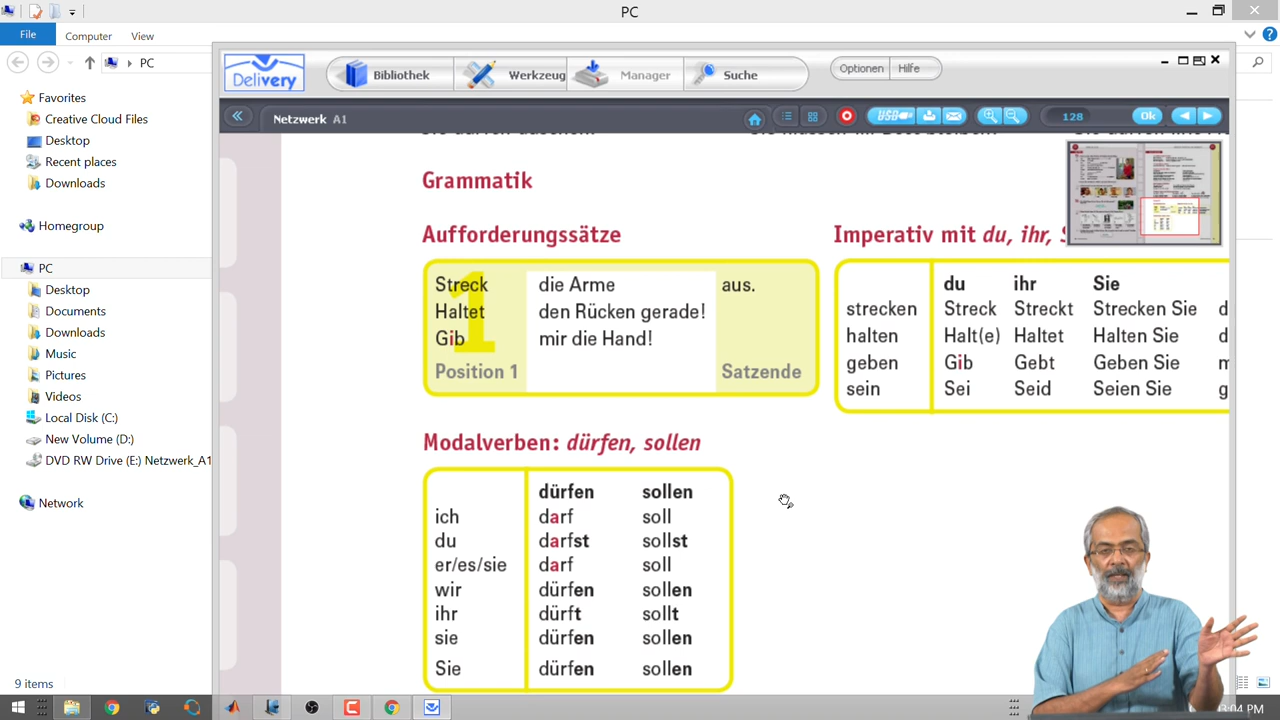 PC
File
Computer
View
PC
Favorites
Creative Cloud Files
Desktop
Recent places
Downloads
Homegroup
PC
Desktop
Documents
Downloads
Music
Pictures
Videos
Local Disk (C:)
New Volume (D:)
DVD RW Drive (E:) Netzwerk_A1
Network
9 items
Delivery
Bibliothek
Werkzeug
Manager
Suche
Optionen
Hilfe
Netzwerk A1
USB
128
Ok
Grammatik
Aufforderungssätze
Streck die Arme aus.
Haltet den Rücken gerade!
Gib mir die Hand!
Position 1 Satzende
1
Imperativ mit du, ihr, S
du ihr Sie
strecken Streck Streckt Strecken Sie d
halten Halt(e) Haltet Halten Sie d
geben Gib Gebt Geben Sie m
sein Sei Seid Seien Sie g
Modalverben: dürfen, sollen
dürfen sollen
ich darf soll
du darfst sollst
er/es/sie darf soll
wir dürfen sollen
ihr dürft sollt
sie dürfen sollen
Sie dürfen sollen
3:04 PM